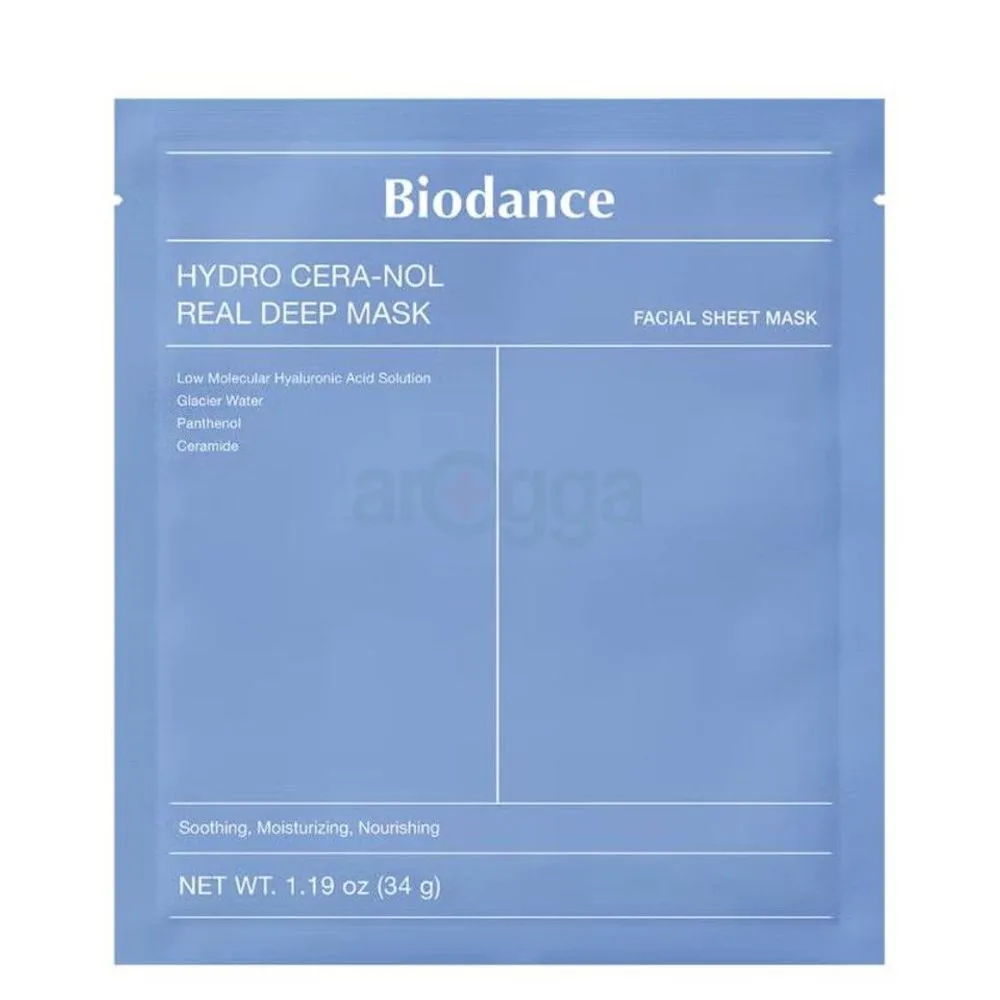 Biodance
HYDRO CERA-NOL
REAL DEEP MASK
FACIAL SHEET MASK
Low Molecular Hyaluronic Acid Solution
Glacier Water
Panthenol
Ceramide
arogga
Soothing, Moisturizing, Nourishing
NET WT. 1.19 oz (34 g)